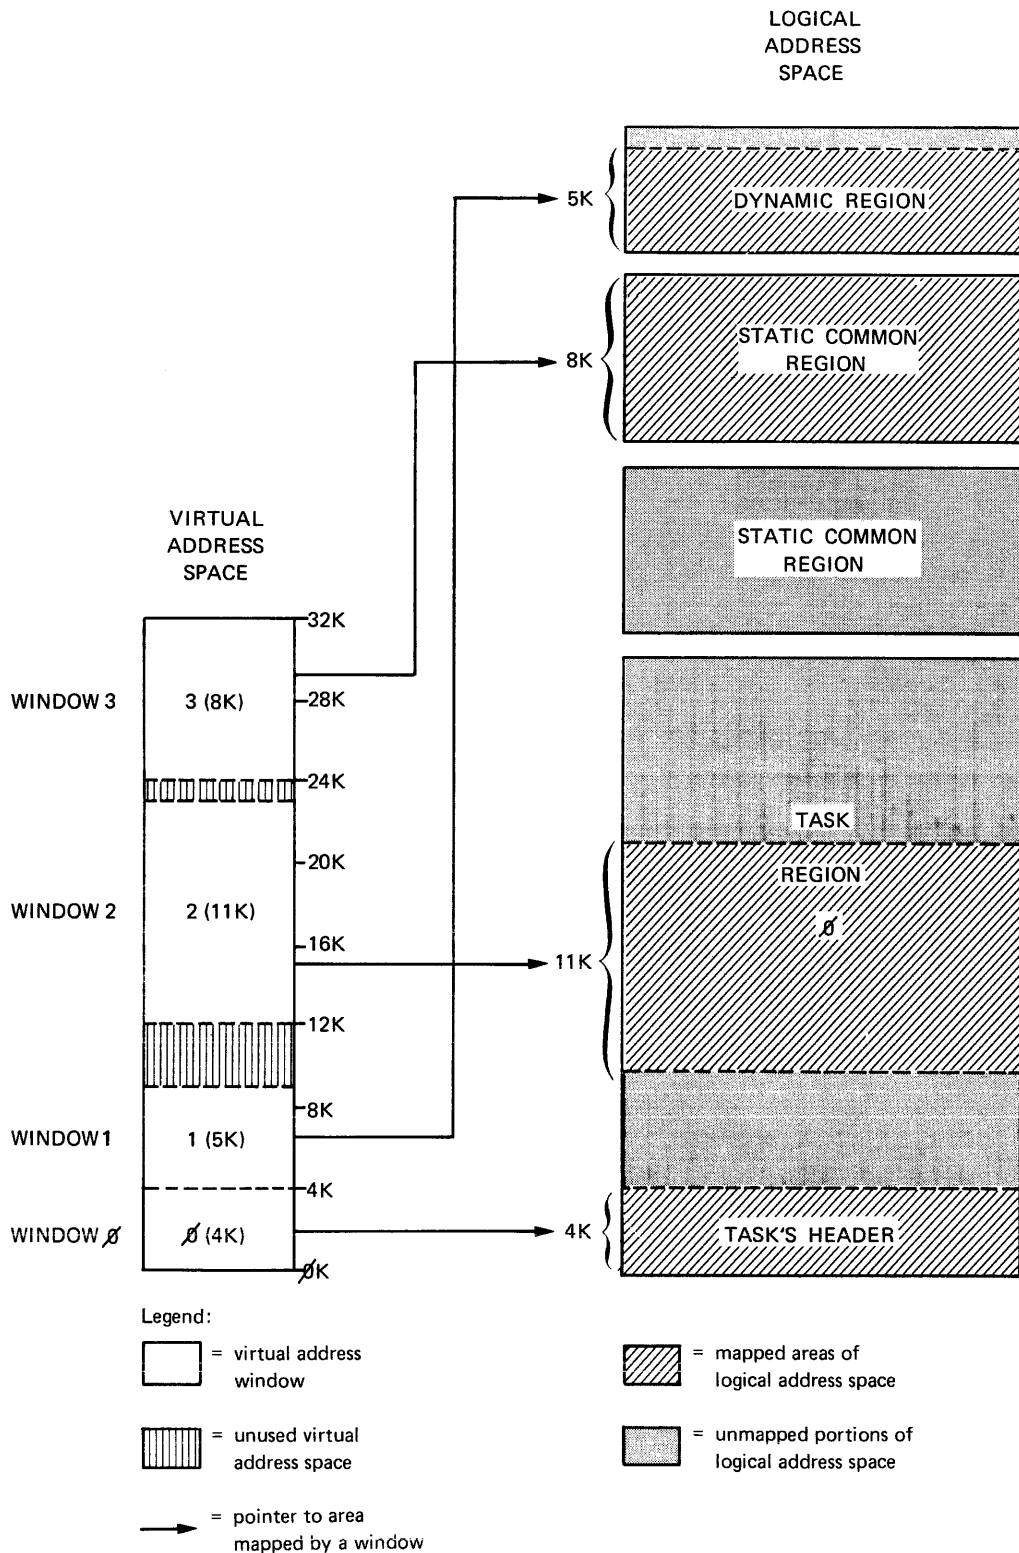 LOGICAL
ADDRESS
SPACE
5K
DYNAMIC REGION
8K
STATIC COMMON
REGION
STATIC COMMON
REGION
VIRTUAL
ADDRESS
SPACE
32K
WINDOW 3
3 (8K)
28K
24K
TASK
20K
REGION
WINDOW 2
2 (11K)
Ø
16K
11K
12K
8K
WINDOW 1
1 (5K)
4K
WINDOW Ø
Ø (4K)
4K
TASK'S HEADER
ØK
Legend:
= virtual address
window
= mapped areas of
logical address space
= unused virtual
address space
= unmapped portions of
logical address space
= pointer to area
mapped by a window